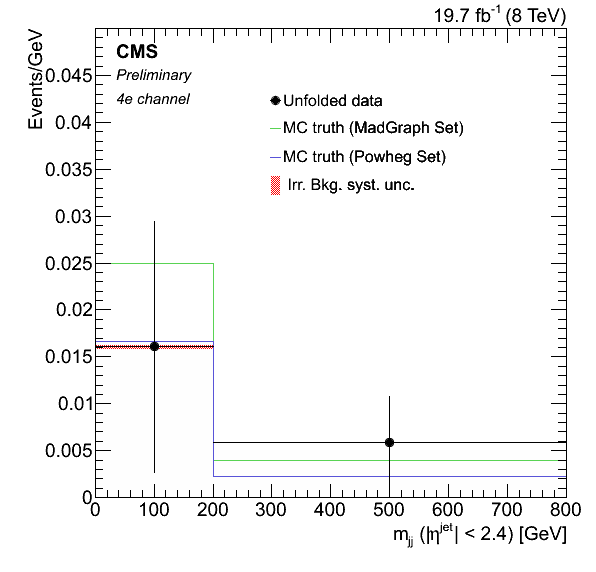 19.7 fb⁻¹ (8 TeV)
Events/GeV
CMS
Preliminary
4e channel
Unfolded data
MC truth (MadGraph Set)
MC truth (Powheg Set)
Irr. Bkg. syst. unc.
0.045
0.04
0.035
0.03
0.025
0.02
0.015
0.01
0.005
0
0 100 200 300 400 500 600 700 800
m_jj (|η^jet| < 2.4) [GeV]